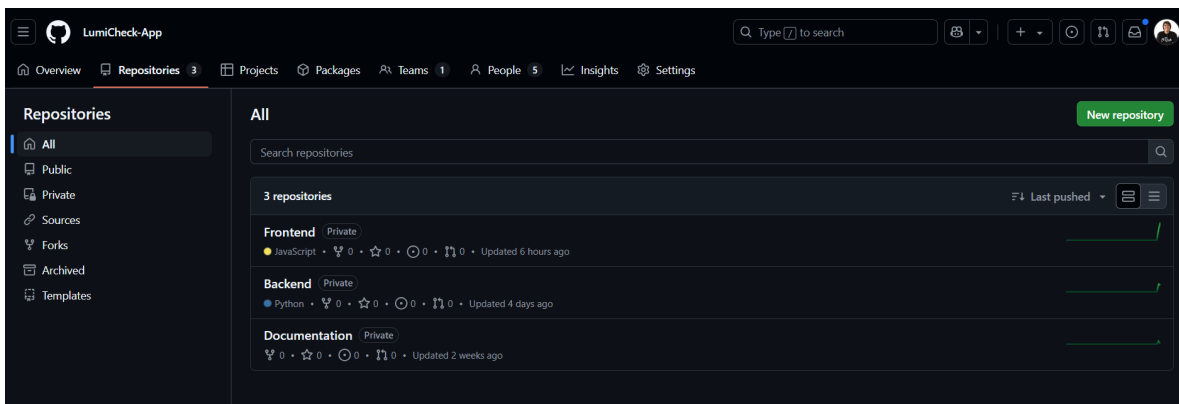 LumiCheck-App
Type / to search
Overview Repositories 3 Projects Packages Teams 1 People 5 Insights Settings
Repositories
All
Public
Private
Sources
Forks
Archived
Templates
All
New repository
Search repositories
3 repositories
Last pushed
Frontend Private
JavaScript • 0 • 0 • 0 • 0 • Updated 6 hours ago
Backend Private
Python • 0 • 0 • 0 • 0 • Updated 4 days ago
Documentation Private
0 • 0 • 0 • 0 • Updated 2 weeks ago